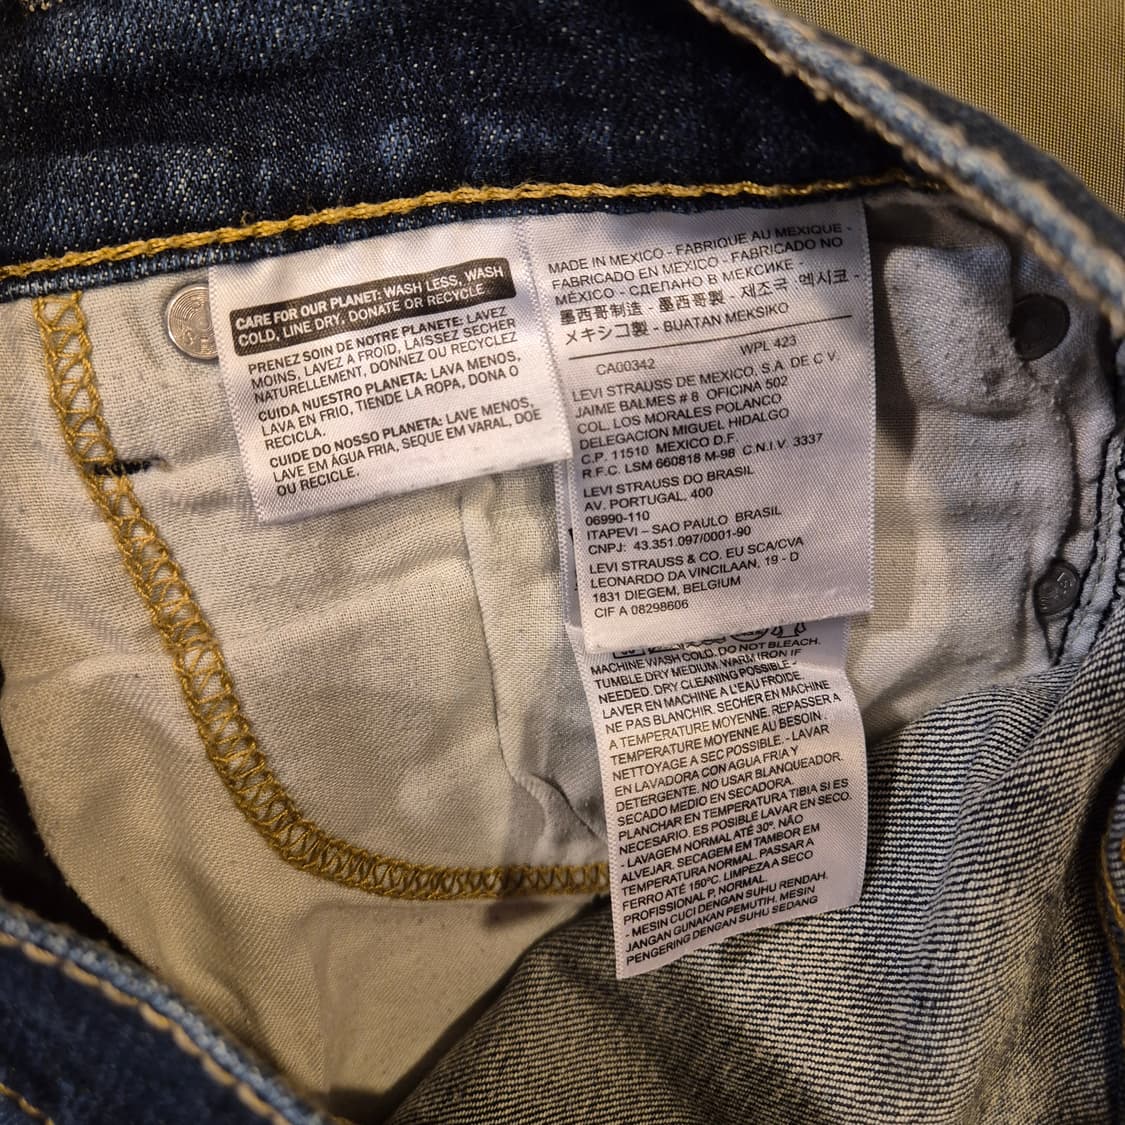 CARE FOR OUR PLANET: WASH LESS, WASH
COLD, LINE DRY, DONATE OR RECYCLE.
PRENEZ SOIN DE NOTRE PLANETE: LAVEZ
MOINS, LAVEZ À FROID, LAISSEZ SECHER
NATURELLEMENT, DONNEZ OU RECYCLEZ
CUIDA NUESTRO PLANETA: LAVA MENOS,
LAVA EN FRIO, TIENDE LA ROPA, DONA O
RECICLA.
CUIDE DO NOSSO PLANETA: LAVE MENOS,
LAVE EM ÁGUA FRIA, SEQUE EM VARAL, DOE
OU RECICLE.
MADE IN MEXICO - FABRIQUE AU MEXIQUE -
FABRICADO EN MEXICO - FABRICADO NO
MÉXICO - СДЕЛАНО В МЕКСИКЕ -
墨西哥制造 - 墨西哥製 - 제조국 멕시코 -
メキシコ製 - BUATAN MEKSIKO
CA00342 WPL 423
LEVI STRAUSS DE MEXICO, S.A. DE C.V.
JAIME BALMES # 8 OFICINA 502
COL. LOS MORALES POLANCO
DELEGACION MIGUEL HIDALGO
C.P. 11510 MEXICO D.F.
R.F.C. LSM 660818 M-98 C.N.I.V. 3337
LEVI STRAUSS DO BRASIL
AV. PORTUGAL, 400
06990-110
ITAPEVI – SAO PAULO BRASIL
CNPJ: 43.351.097/0001-90
LEVI STRAUSS & CO. EU SCA/CVA
LEONARDO DA VINCILAAN, 19 - D
1831 DIEGEM, BELGIUM
CIF A 08298606
MACHINE WASH COLD. DO NOT BLEACH.
TUMBLE DRY MEDIUM. WARM IRON IF
NEEDED. DRY CLEANING POSSIBLE -
LAVER EN MACHINE A L'EAU FROIDE.
NE PAS BLANCHIR. SECHER EN MACHINE
A TEMPERATURE MOYENNE. REPASSER A
TEMPERATURE MOYENNE AU BESOIN.
NETTOYAGE A SEC POSSIBLE. - LAVAR
EN LAVADORA CON AGUA FRIA Y
DETERGENTE. NO USAR BLANQUEADOR.
SECADO MEDIO EN SECADORA.
PLANCHAR EN TEMPERATURA TIBIA SI ES
NECESARIO. ES POSIBLE LAVAR EN SECO.
- LAVAGEM NORMAL ATÉ 30º. NÃO
ALVEJAR. SECAGEM EM TAMBOR EM
TEMPERATURA NORMAL. PASSAR A
FERRO ATÉ 150ºC. LIMPEZA A SECO
PROFISSIONAL P, NORMAL.
- MESIN CUCI DENGAN SUHU RENDAH.
JANGAN GUNAKAN PEMUTIH. MESIN
PENGERING DENGAN SUHU SEDANG